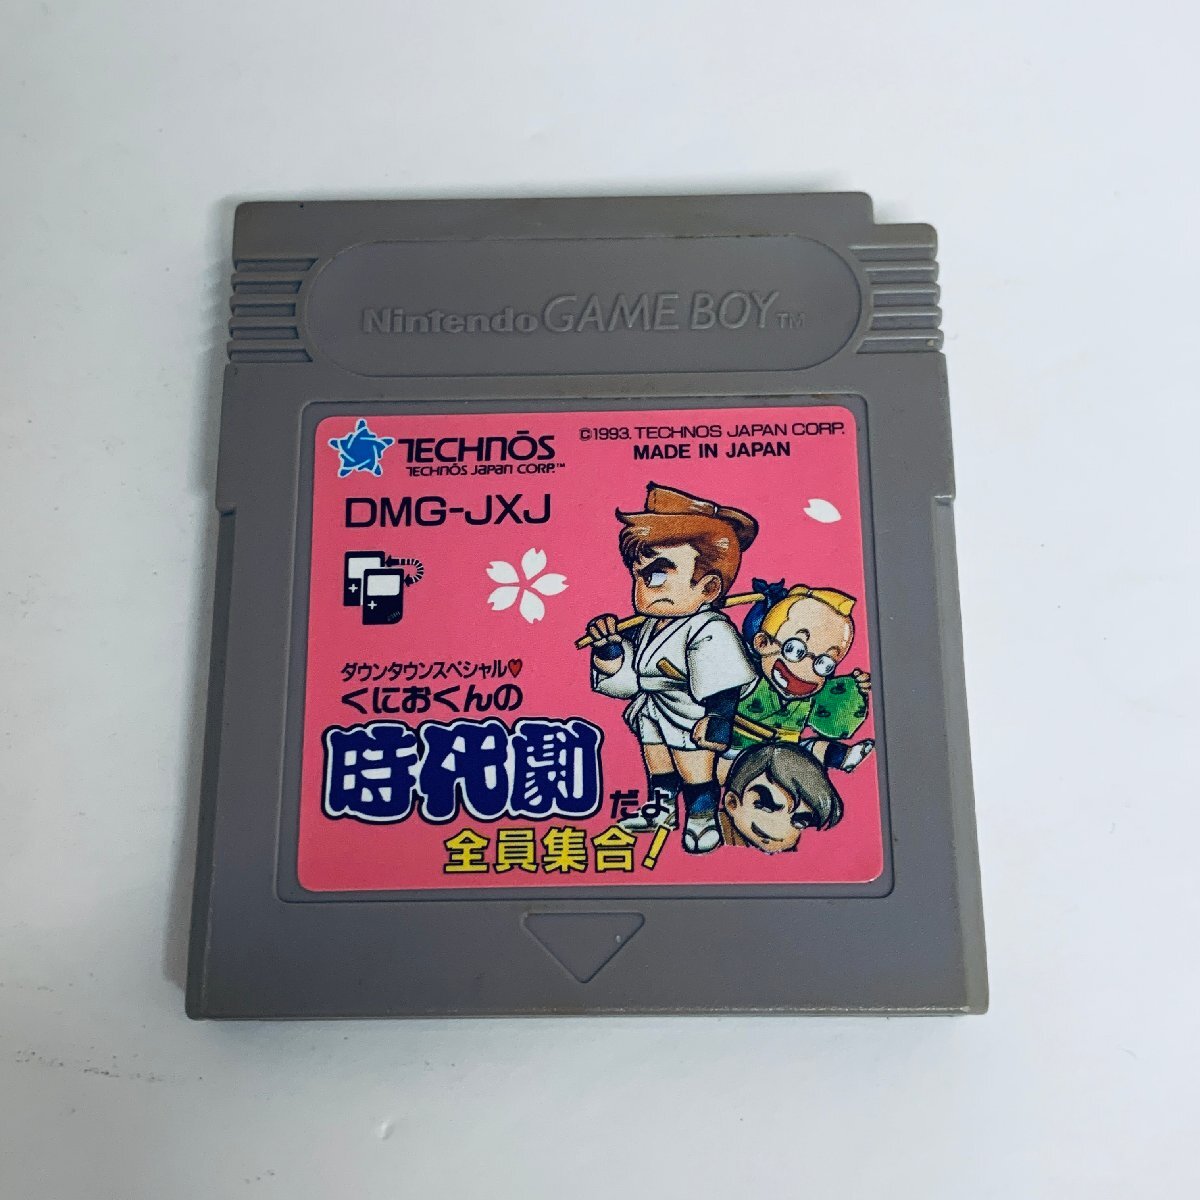 Nintendo GAME BOY™
TECHNŌS
TECHNŌS JAPAN CORP.™
©1993. TECHNOS JAPAN CORP.
MADE IN JAPAN
DMG-JXJ
ダウンタウンスペシャル♥
くにおくんの
時代劇だよ
全員集合!